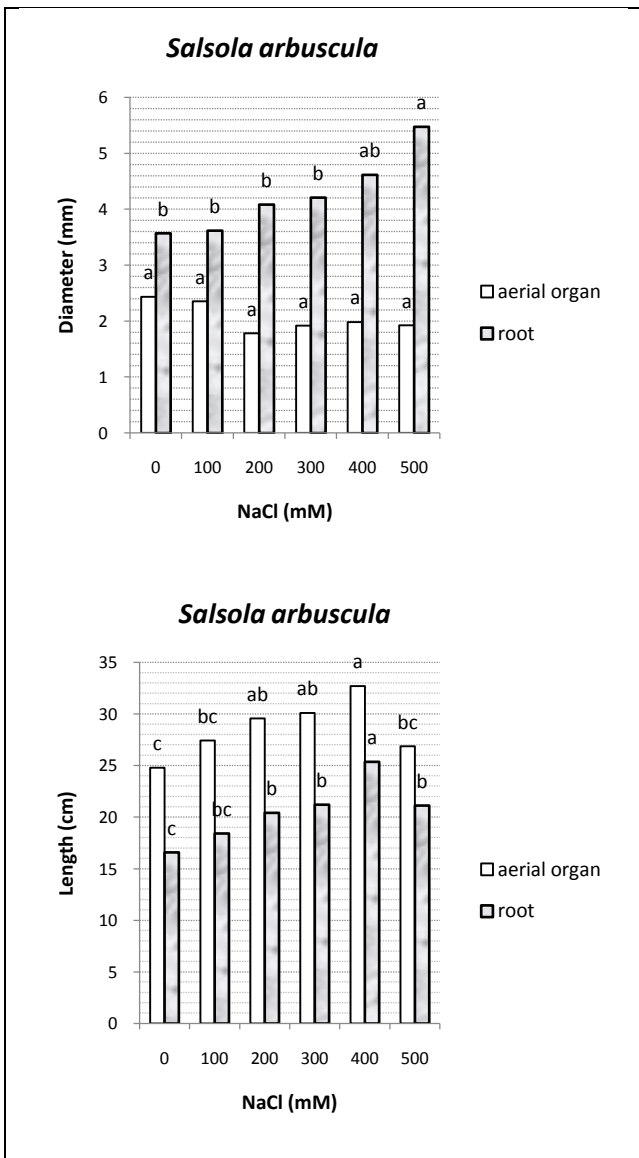 Salsola arbuscula
6
5
4
3
2
1
0
Diameter (mm)
a b a b a b a b a ab a a
0 100 200 300 400 500
NaCl (mM)
aerial organ
root
Salsola arbuscula
35
30
25
20
15
10
5
0
Length (cm)
c c bc bc ab b ab b a a bc b
0 100 200 300 400 500
NaCl (mM)
aerial organ
root